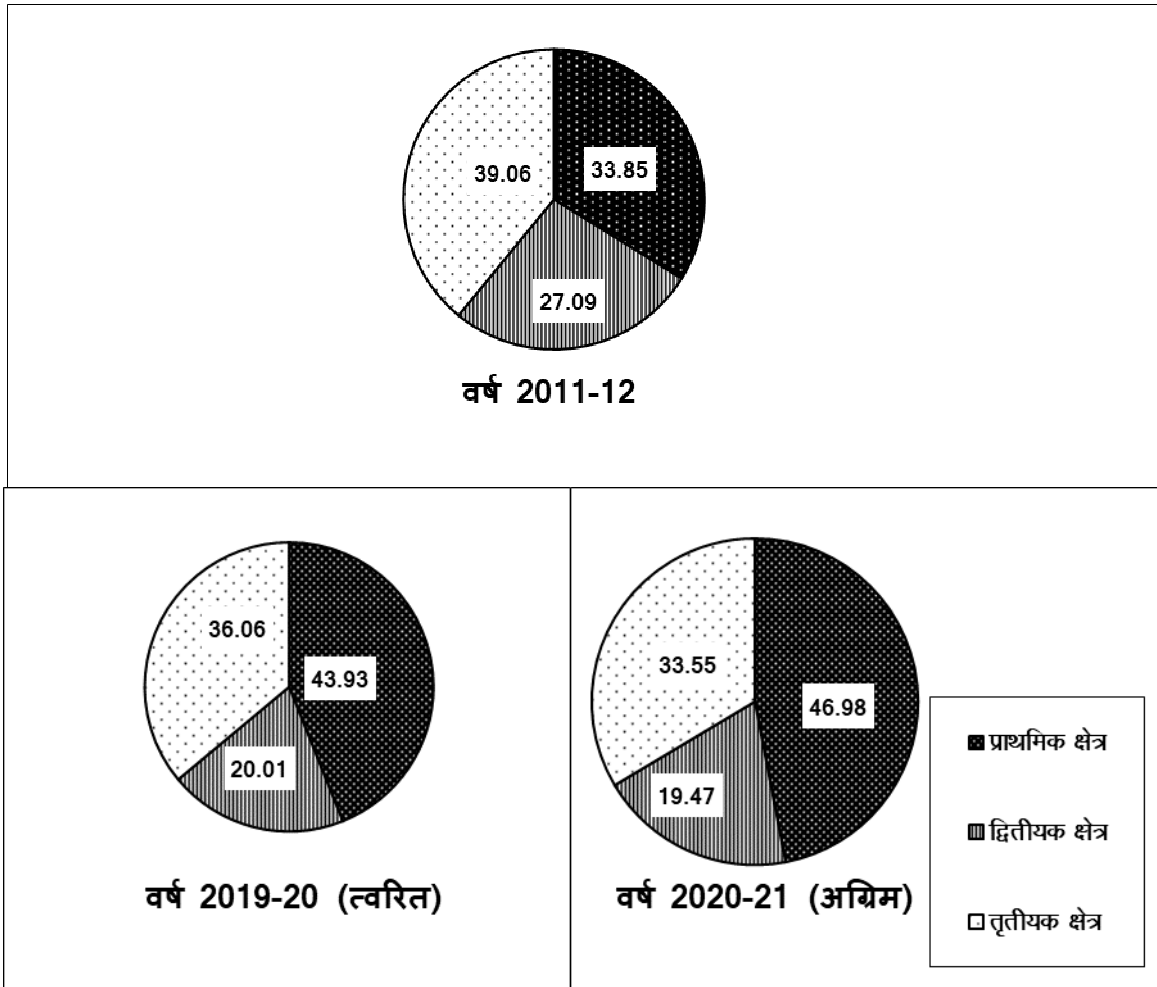 39.06
33.85
27.09
वर्ष 2011-12
36.06
43.93
20.01
वर्ष 2019-20 (त्वरित)
33.55
46.98
19.47
वर्ष 2020-21 (अग्रिम)
प्राथमिक क्षेत्र
द्वितीयक क्षेत्र
तृतीयक क्षेत्र